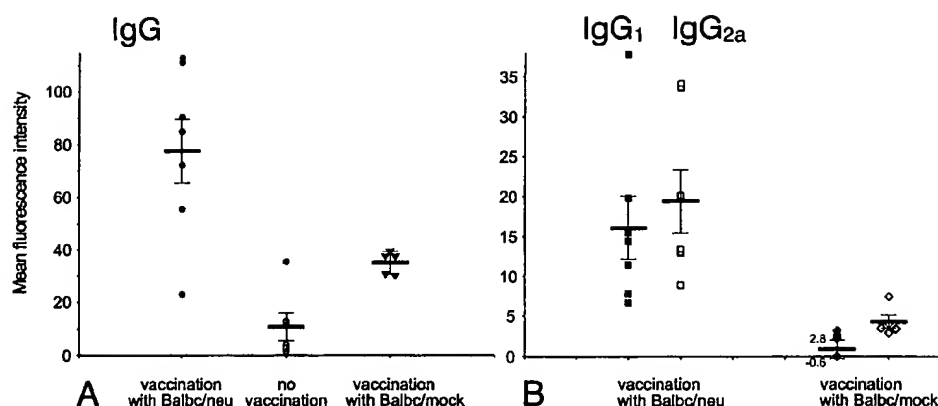 IgG
Mean fluorescence intensity
100
80
60
40
20
0
A
vaccination
with Balbc/neu
no
vaccination
vaccination
with Balbc/mock
IgG₁ IgG₂ₐ
35
30
25
20
15
10
5
0
2.8
-0.6
B
vaccination
with Balbc/neu
vaccination
with Balbc/mock